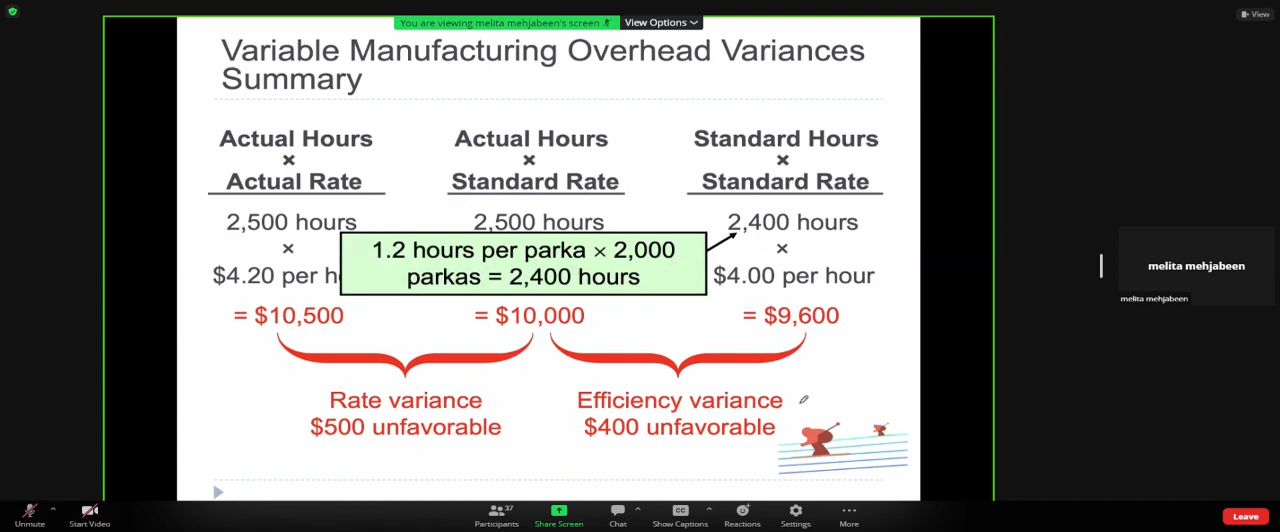 You are viewing melita mehjabeen's screen
View Options
View
Variable Manufacturing Overhead Variances
Summary
Actual Hours
×
Actual Rate
Actual Hours
×
Standard Rate
Standard Hours
×
Standard Rate
2,500 hours
×
$4.20 per h
= $10,500
2,500 hours
= $10,000
2,400 hours
×
$4.00 per hour
= $9,600
1.2 hours per parka × 2,000
parkas = 2,400 hours
Rate variance
$500 unfavorable
Efficiency variance
$400 unfavorable
melita mehjabeen
melita mehjabeen
Unmute
Start Video
37
Participants
Share Screen
Chat
CC
Show Captions
Reactions
Settings
More
Leave